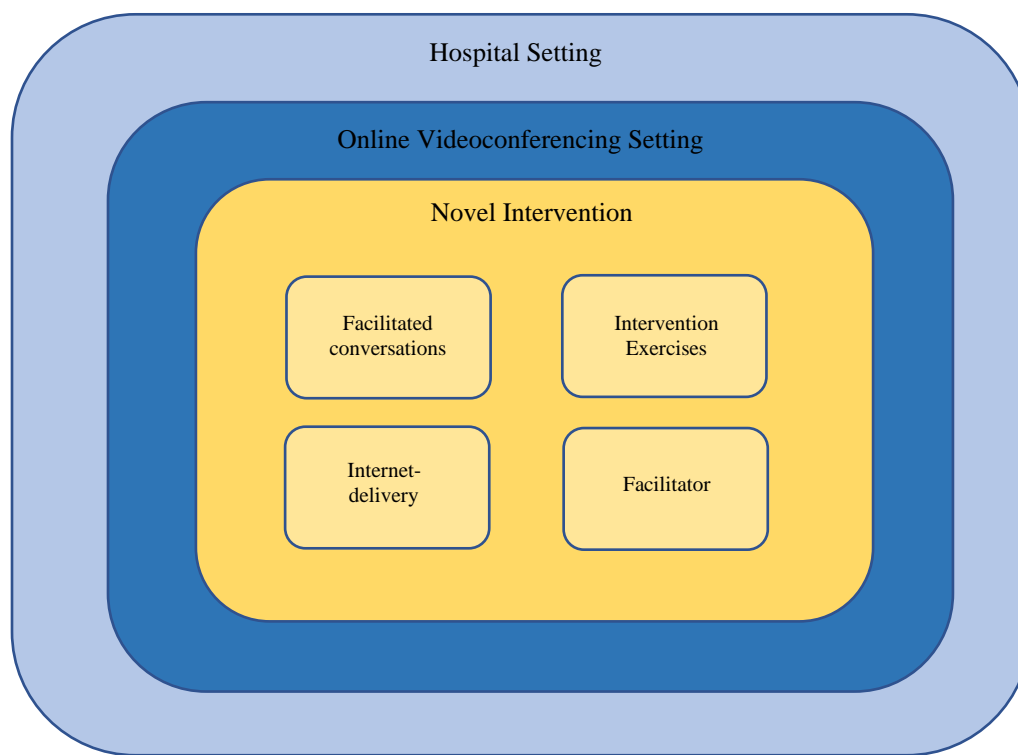 Hospital Setting
Online Videoconferencing Setting
Novel Intervention
Facilitated
conversations
Intervention
Exercises
Internet-
delivery
Facilitator